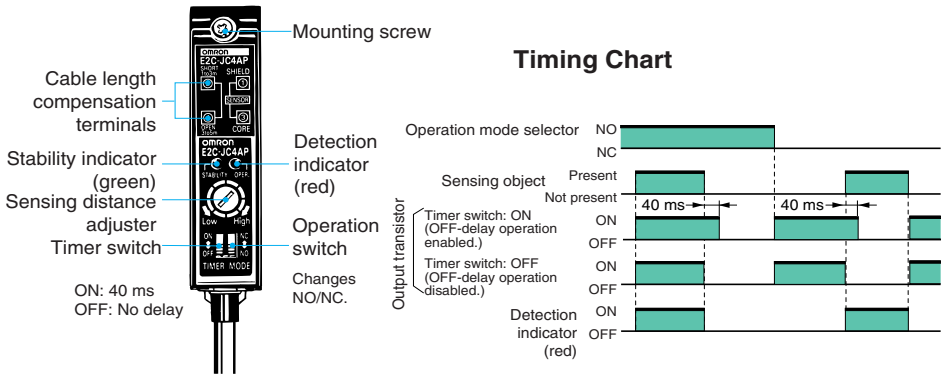 Mounting screw
OMRON
E2C-JC4AP
SHORT
1to3m
SHIELD
1
SENSOR
3
OPEN
3to5m
CORE
Cable length
compensation
terminals
OMRON
E2C-JC4AP
STABILITY OPER.
Stability indicator
(green)
Detection
indicator
(red)
Sensing distance
adjuster
Low High
Timer switch
ON NC
OFF NO
TIMER MODE
Operation
switch
Changes
NO/NC.
ON: 40 ms
OFF: No delay
Timing Chart
Operation mode selector
NO
NC
Sensing object
Present
Not present
40 ms
40 ms
Output transistor
Timer switch: ON
(OFF-delay operation
enabled.)
ON
OFF
Timer switch: OFF
(OFF-delay operation
disabled.)
ON
OFF
Detection
indicator
(red)
ON
OFF